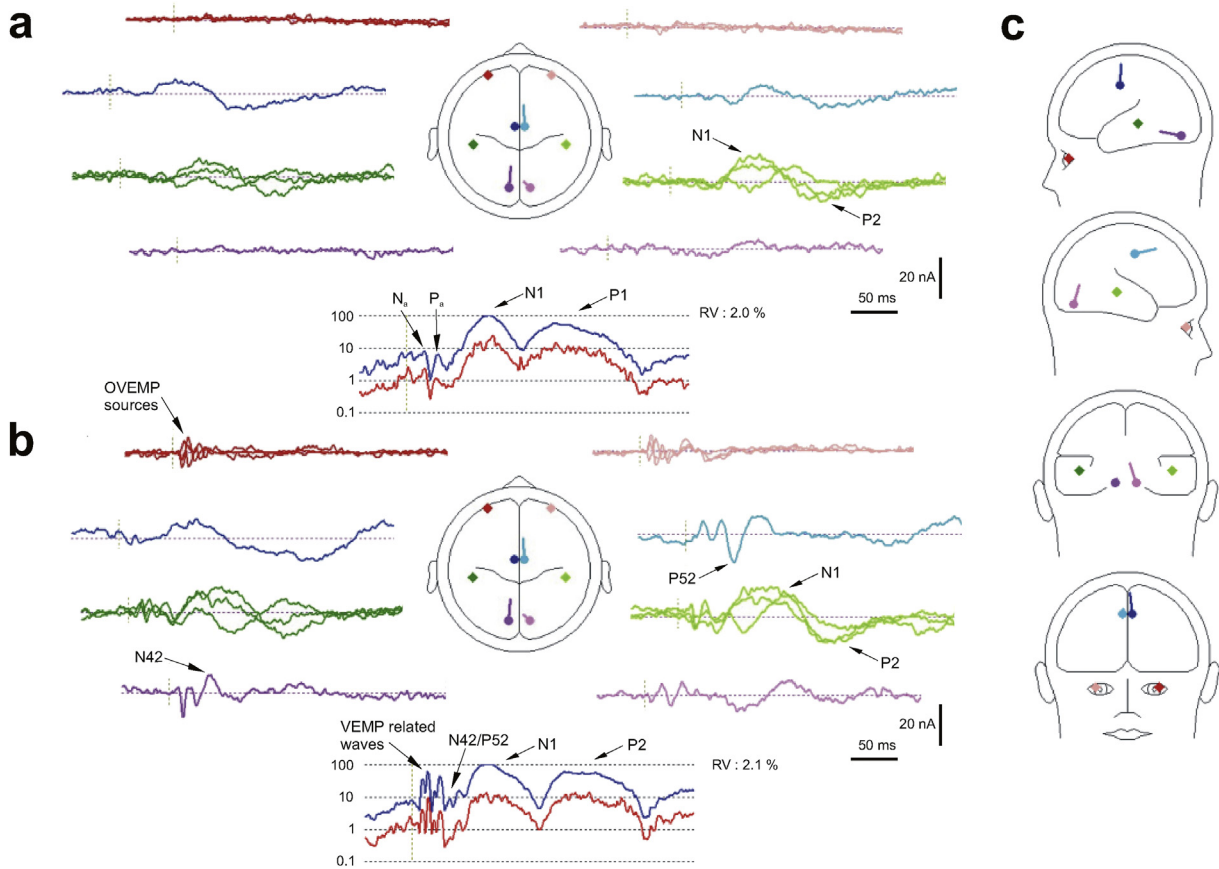 a
c
N1
P2
20 nA
50 ms
Na Pa N1 P1
RV : 2.0 %
100
10
1
0.1
OVEMP
sources
b
P52
N1
P2
N42
20 nA
50 ms
VEMP related
waves
N42/P52
N1
P2
RV : 2.1 %
100
10
1
0.1